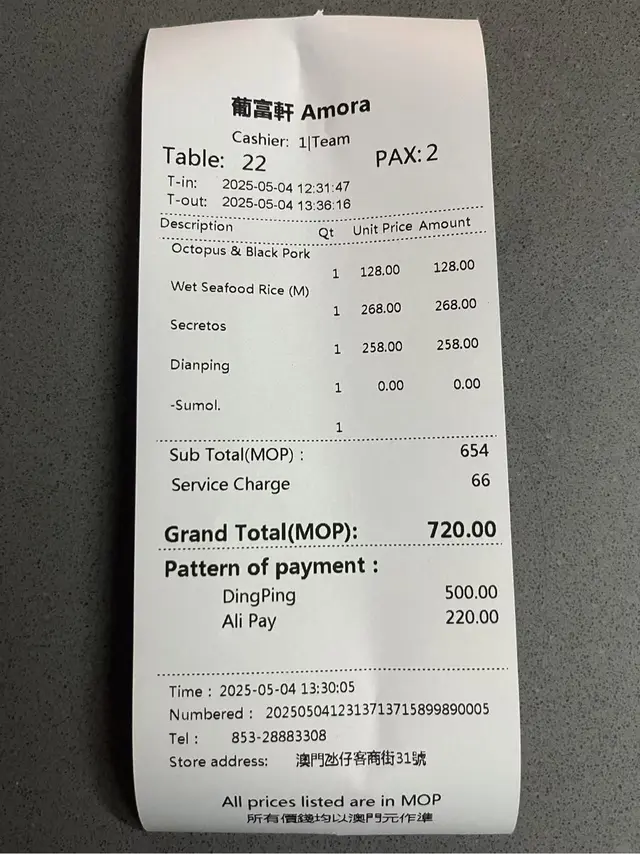 葡富軒 Amora
Cashier: 1|Team
Table: 22 PAX: 2
T-in: 2025-05-04 12:31:47
T-out: 2025-05-04 13:36:16
Description Qt Unit Price Amount
Octopus & Black Pork
1 128.00 128.00
Wet Seafood Rice (M)
1 268.00 268.00
Secretos
1 258.00 258.00
Dianping
1 0.00 0.00
-Sumol.
1
Sub Total(MOP) : 654
Service Charge 66
Grand Total(MOP): 720.00
Pattern of payment :
DingPing 500.00
Ali Pay 220.00
Time : 2025-05-04 13:30:05
Numbered : 2025050412313713715899890005
Tel : 853-28883308
Store address: 澳門氹仔客商街31號
All prices listed are in MOP
所有價錢均以澳門元作準